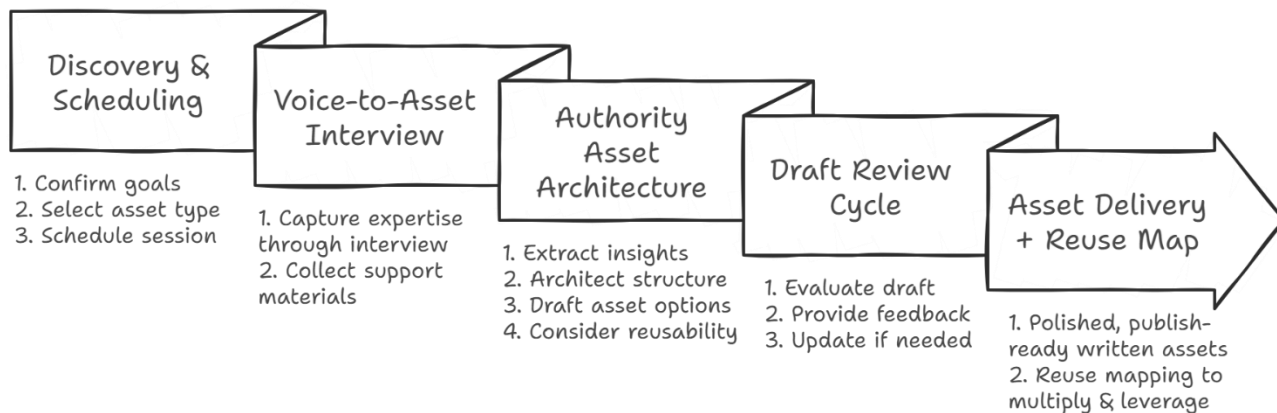 Discovery &
Scheduling
1. Confirm goals
2. Select asset type
3. Schedule session
Voice-to-Asset
Interview
1. Capture expertise
through interview
2. Collect support
materials
Authority
Asset
Architecture
1. Extract insights
2. Architect structure
3. Draft asset options
4. Consider reusability
Draft Review
Cycle
1. Evaluate draft
2. Provide feedback
3. Update if needed
Asset Delivery
+ Reuse Map
1. Polished, publish-
ready written assets
2. Reuse mapping to
multiply & leverage